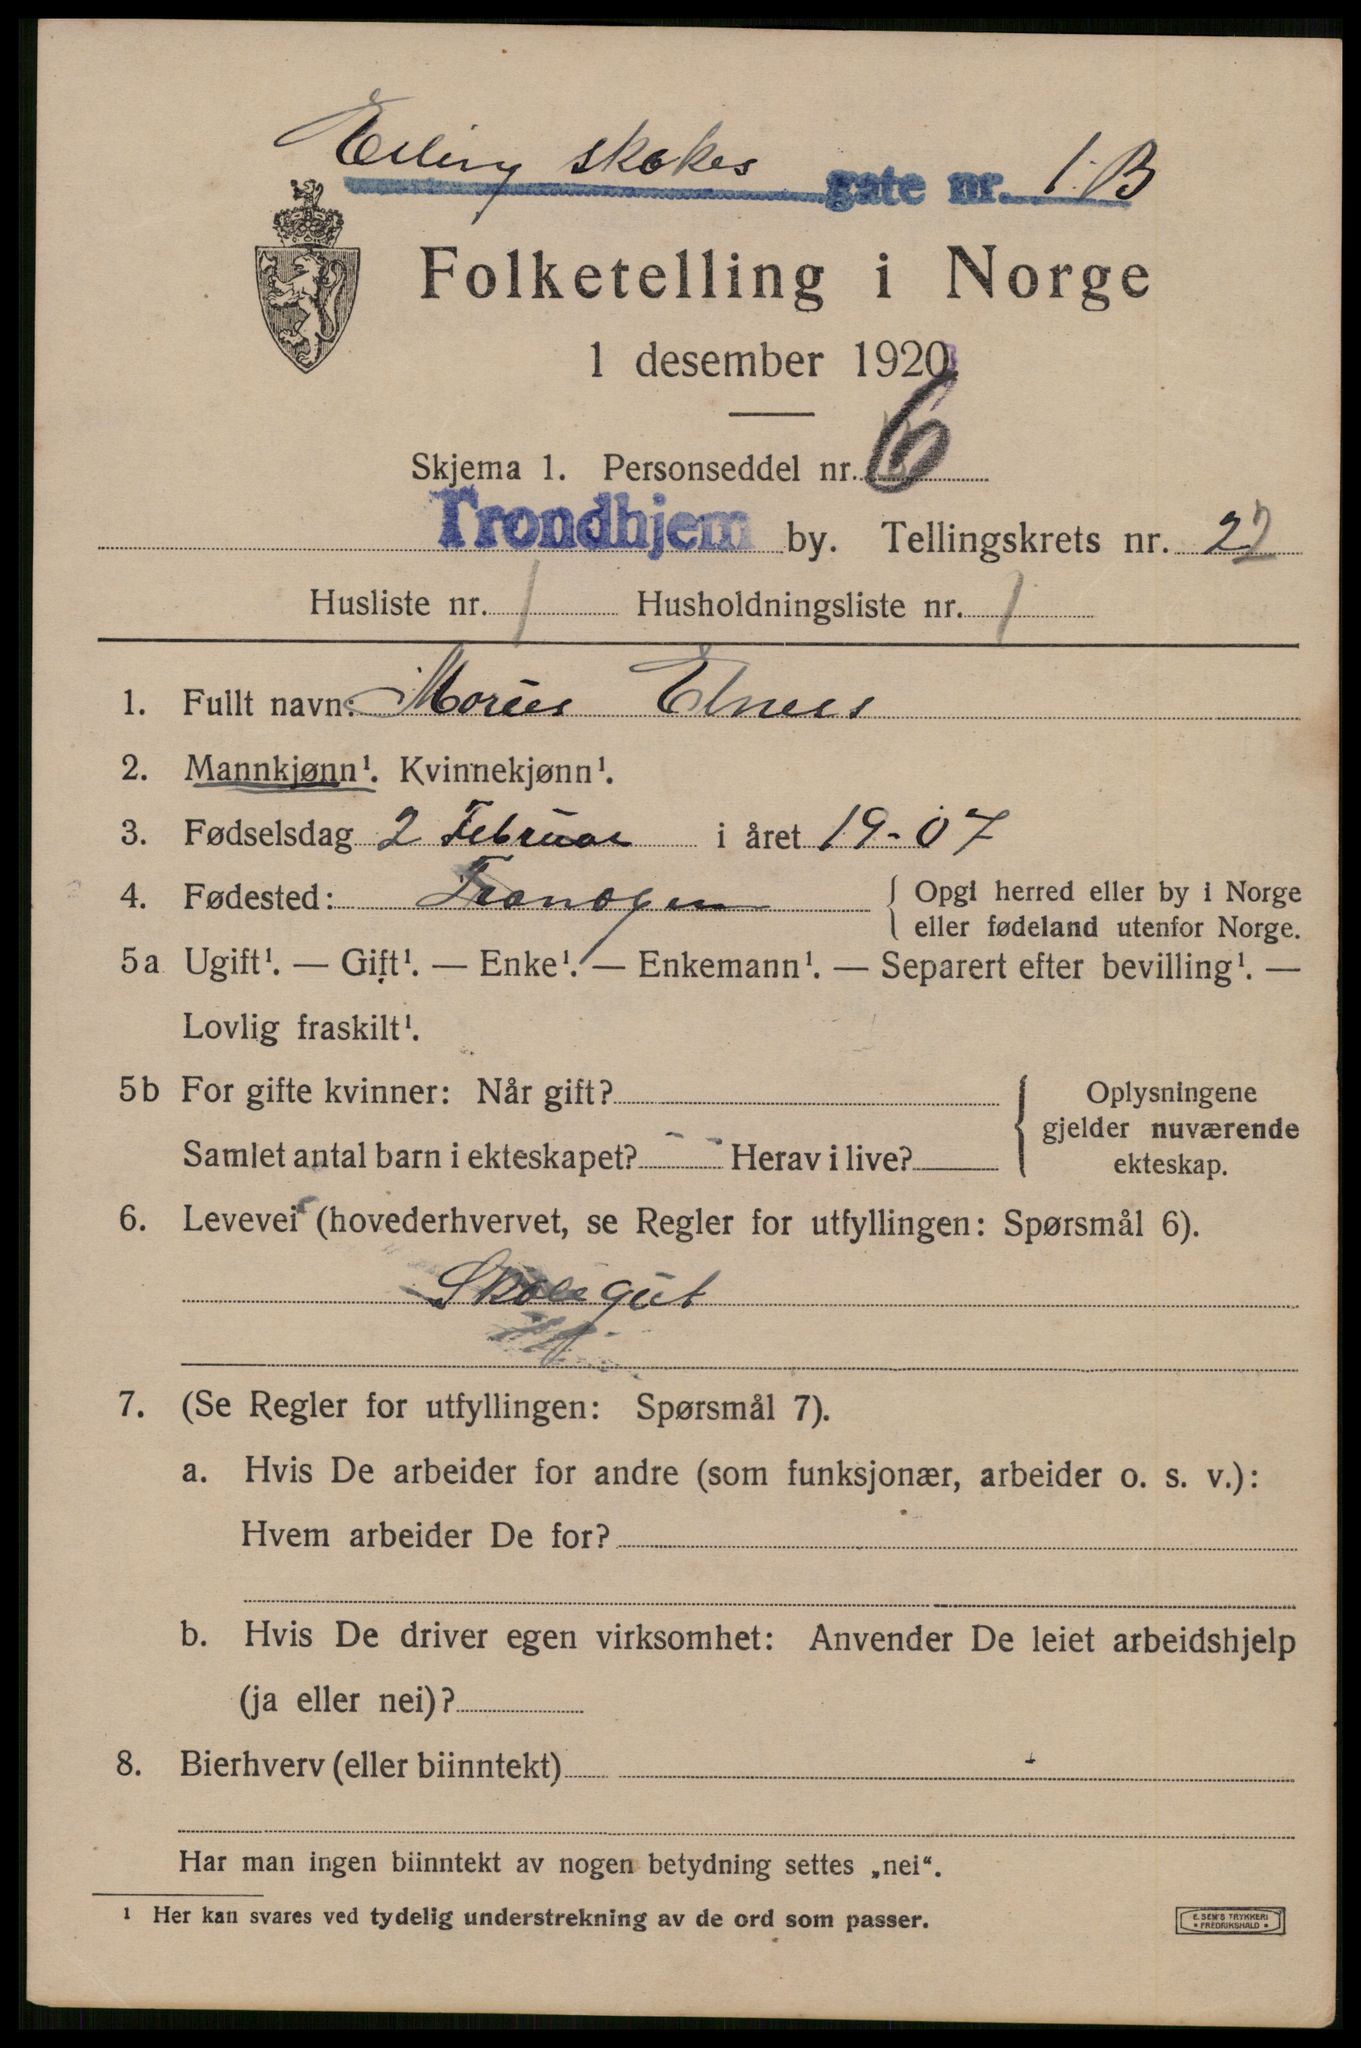 Erling skakes gate nr. 1 B
Folketelling i Norge
1 desember 1920.
Skjema 1. Personseddel nr. 6
Trondhjem by. Tellingskrets nr. 22
Husliste nr. 1 Husholdningsliste nr. 1
1. Fullt navn: Morius
2. Mannkjønn¹. Kvinnekjønn¹.
3. Fødselsdag 2 Februar i året 19-07
4. Fødested: { Opgi herred eller by i Norge
eller fødeland utenfor Norge.
5a Ugift¹. — Gift¹. — Enke¹. — Enkemann¹. — Separert efter bevilling¹. —
Lovlig fraskilt¹.
5b For gifte kvinner: Når gift? { Oplysningene
gjelder nuværende
Samlet antal barn i ekteskapet? Herav i live? ekteskap.
6. Levevei (hovederhvervet, se Regler for utfyllingen: Spørsmål 6).
Skolegut
7. (Se Regler for utfyllingen: Spørsmål 7).
a. Hvis De arbeider for andre (som funksjonær, arbeider o. s. v.):
Hvem arbeider De for?
b. Hvis De driver egen virksomhet: Anvender De leiet arbeidshjelp
(ja eller nei)?
8. Bierhverv (eller biinntekt) -
Har man ingen biinntekt av nogen betydning settes „nei“.
¹ Her kan svares ved tydelig understrekning av de ord som passer.
E. SEM'S TRYKKERI
* FREDRIKSHALD *